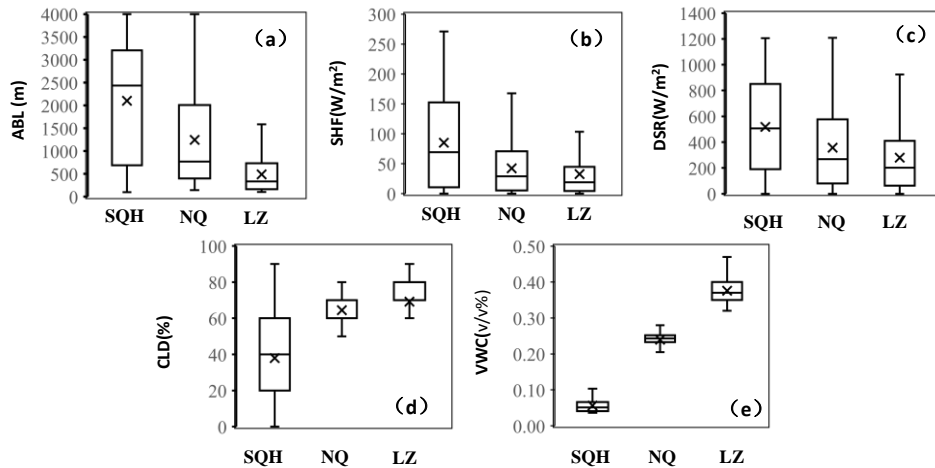 ABL (m)
4000
3500
3000
2500
2000
1500
1000
500
0
(a)
SQH NQ LZ
SHF(W/m²)
300
250
200
150
100
50
0
(b)
SQH NQ LZ
DSR(W/m²)
1400
1200
1000
800
600
400
200
0
(c)
SQH NQ LZ
CLD(%)
100
80
60
40
20
0
(d)
SQH NQ LZ
VWC(v/v%)
0.50
0.40
0.30
0.20
0.10
0.00
(e)
SQH NQ LZ